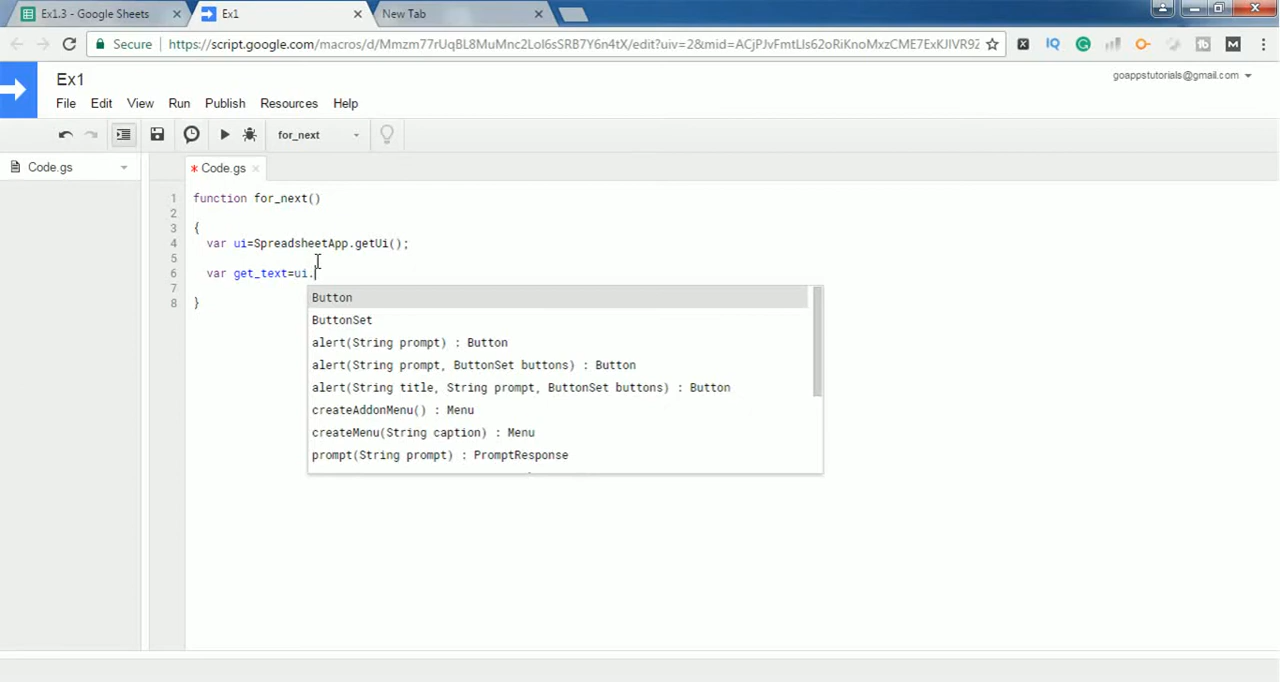 Ex1.3 - Google Sheets × Ex1 × New Tab ×
Secure https://script.google.com/macros/d/Mmzm77rUqBL8MuMnc2Lol6sSRB7Y6n4tX/edit?uiv=2&mid=ACjPJvFmtLls62oRiKnoMxzCME7ExKJIVR9Z
Ex1
goappstutorials@gmail.com
File Edit View Run Publish Resources Help
for_next
Code.gs
* Code.gs ×
1 function for_next()
2
3 {
4 var ui=SpreadsheetApp.getUi();
5
6 var get_text=ui.
7
8 }
Button
ButtonSet
alert(String prompt) : Button
alert(String prompt, ButtonSet buttons) : Button
alert(String title, String prompt, ButtonSet buttons) : Button
createAddonMenu() : Menu
createMenu(String caption) : Menu
prompt(String prompt) : PromptResponse